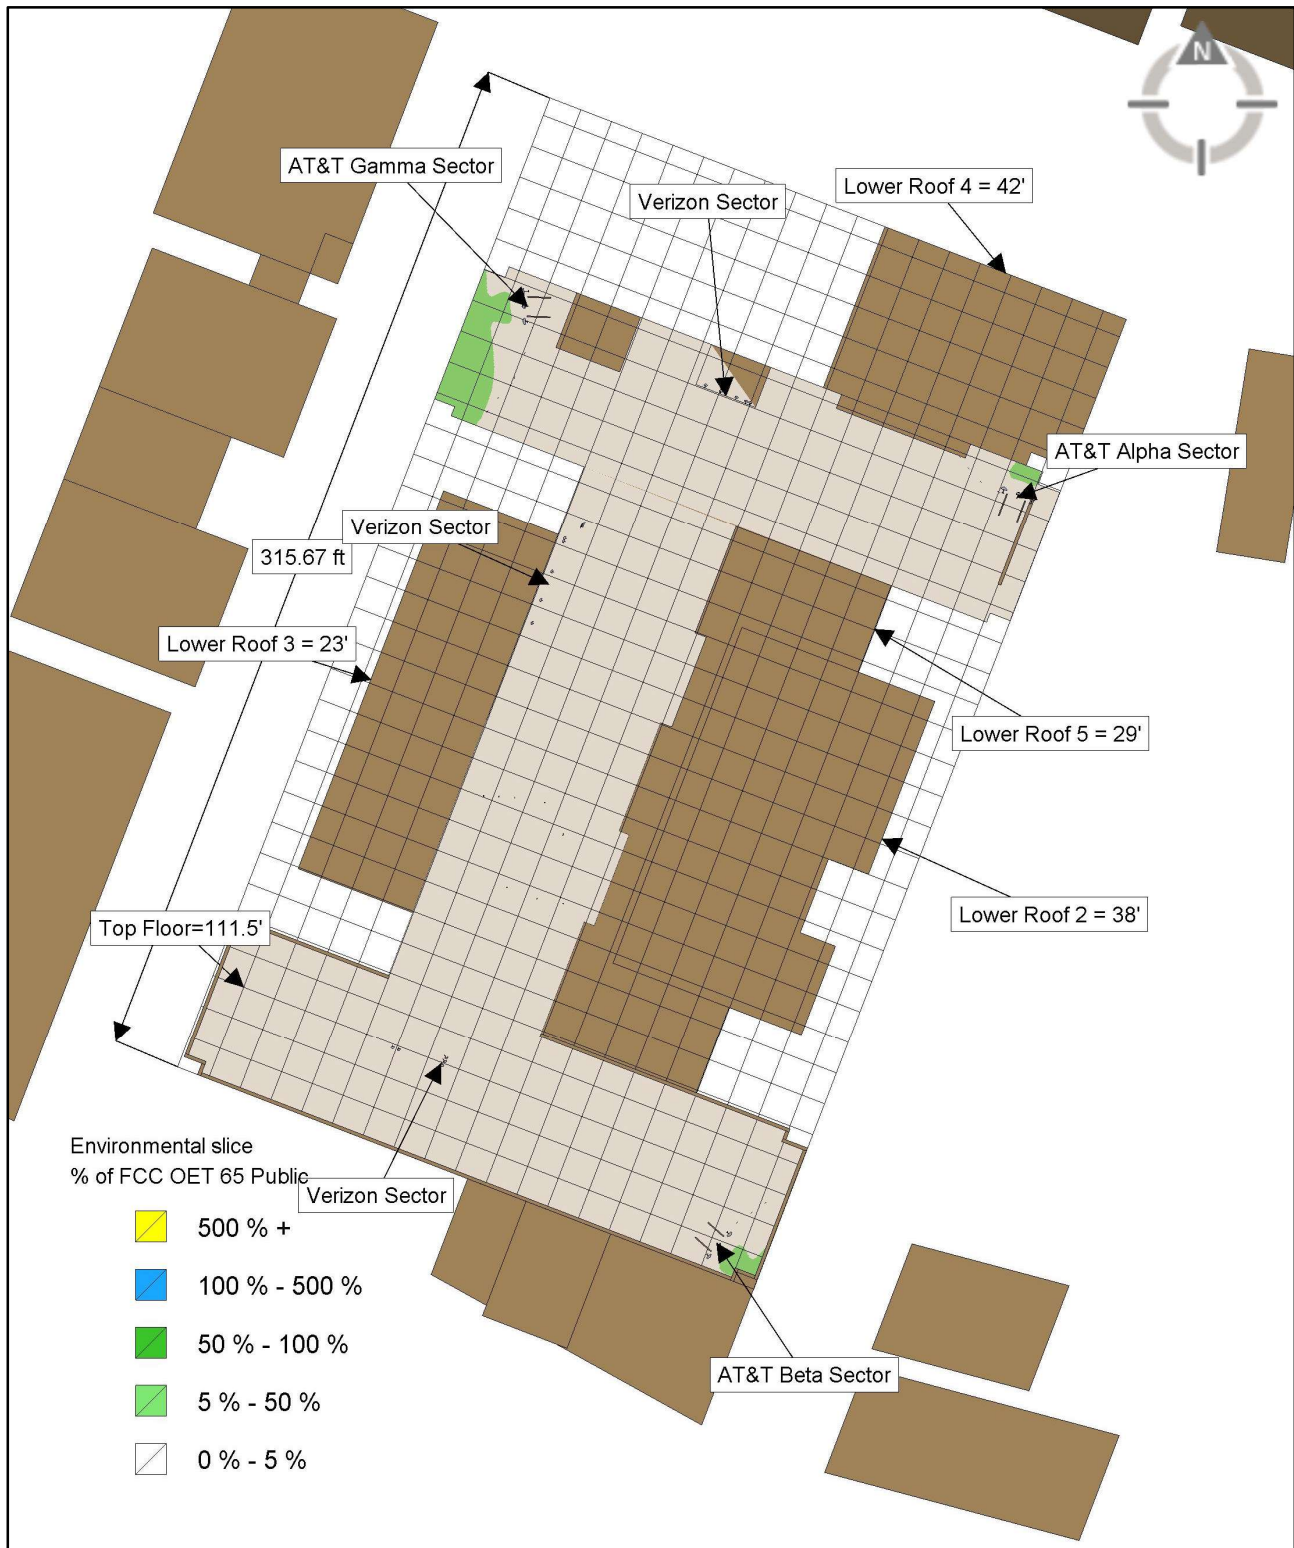 N
AT&T Gamma Sector
Verizon Sector
Lower Roof 4 = 42'
AT&T Alpha Sector
Verizon Sector
315.67 ft
Lower Roof 3 = 23'
Lower Roof 5 = 29'
Lower Roof 2 = 38'
Top Floor=111.5'
Environmental slice
% of FCC OET 65 Public
Verizon Sector
500 % +
100 % - 500 %
50 % - 100 %
AT&T Beta Sector
5 % - 50 %
0 % - 5 %